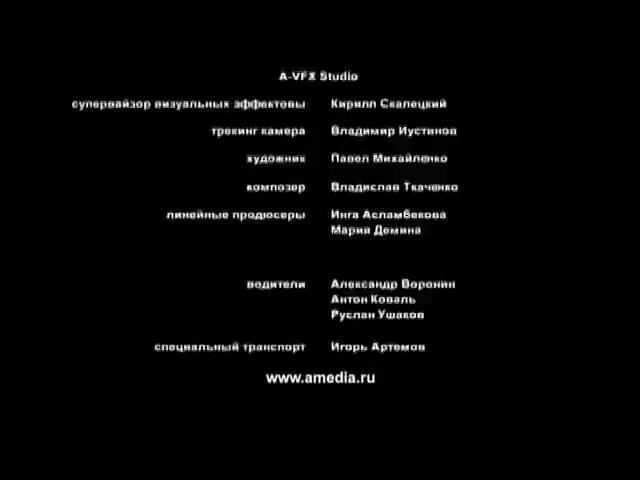 A-VFX Studio
супервайзор визуальных эффектовы Кирилл Скалецкий
трекинг камера Владимир Иустинов
художник Павел Михайленко
композер Владислав Ткаченко
линейные продюсеры Инга Асламбекова
Мария Демина
водители Александр Воронин
Антон Коваль
Руслан Ушаков
специальный транспорт Игорь Артемов
www.amedia.ru